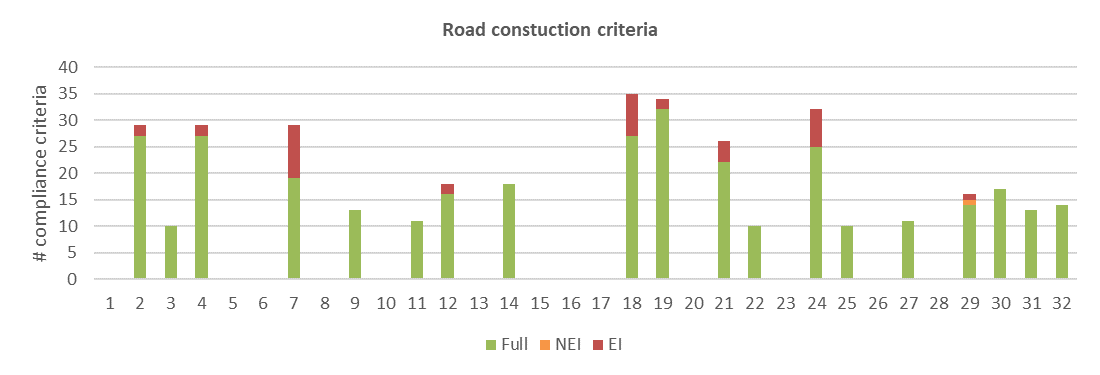 Road constuction criteria
# compliance criteria
40
35
30
25
20
15
10
5
0
1 2 3 4 5 6 7 8 9 10 11 12 13 14 15 16 17 18 19 20 21 22 23 24 25 26 27 28 29 30 31 32
Full NEI EI